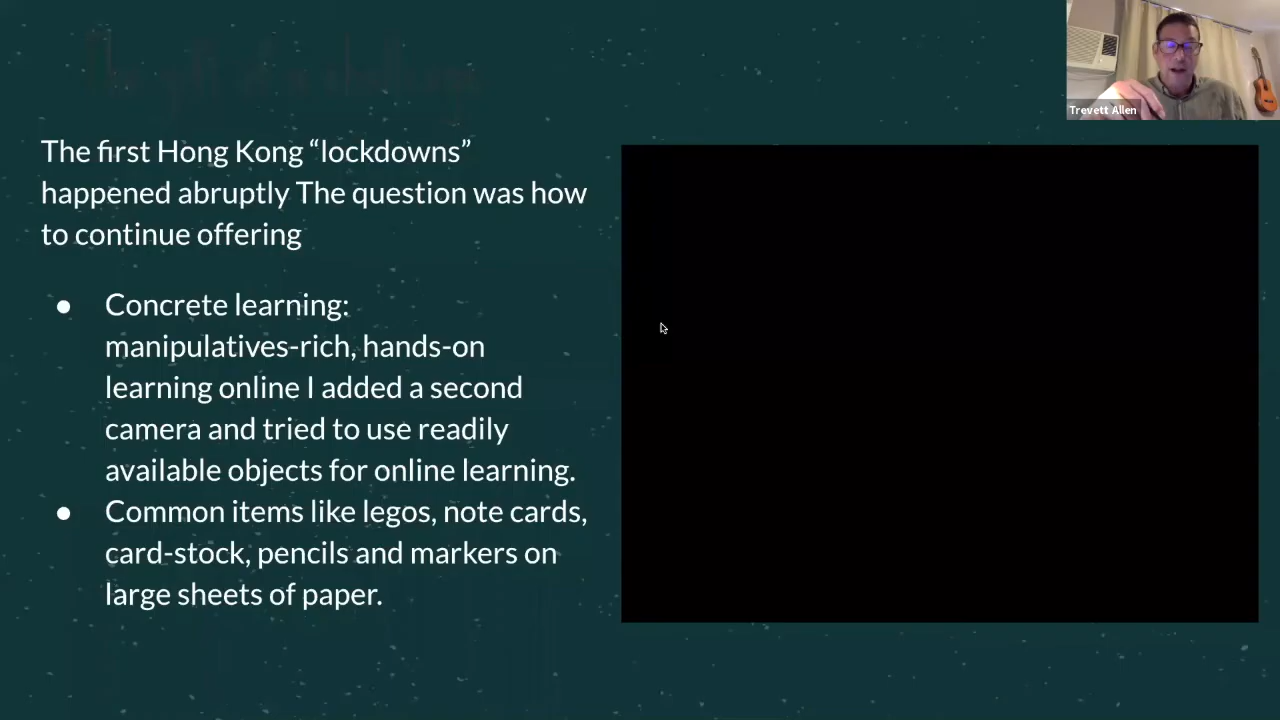 Trevett Allen
The first Hong Kong “lockdowns”
happened abruptly The question was how
to continue offering
● Concrete learning:
manipulatives-rich, hands-on
learning online I added a second
camera and tried to use readily
available objects for online learning.
● Common items like legos, note cards,
card-stock, pencils and markers on
large sheets of paper.